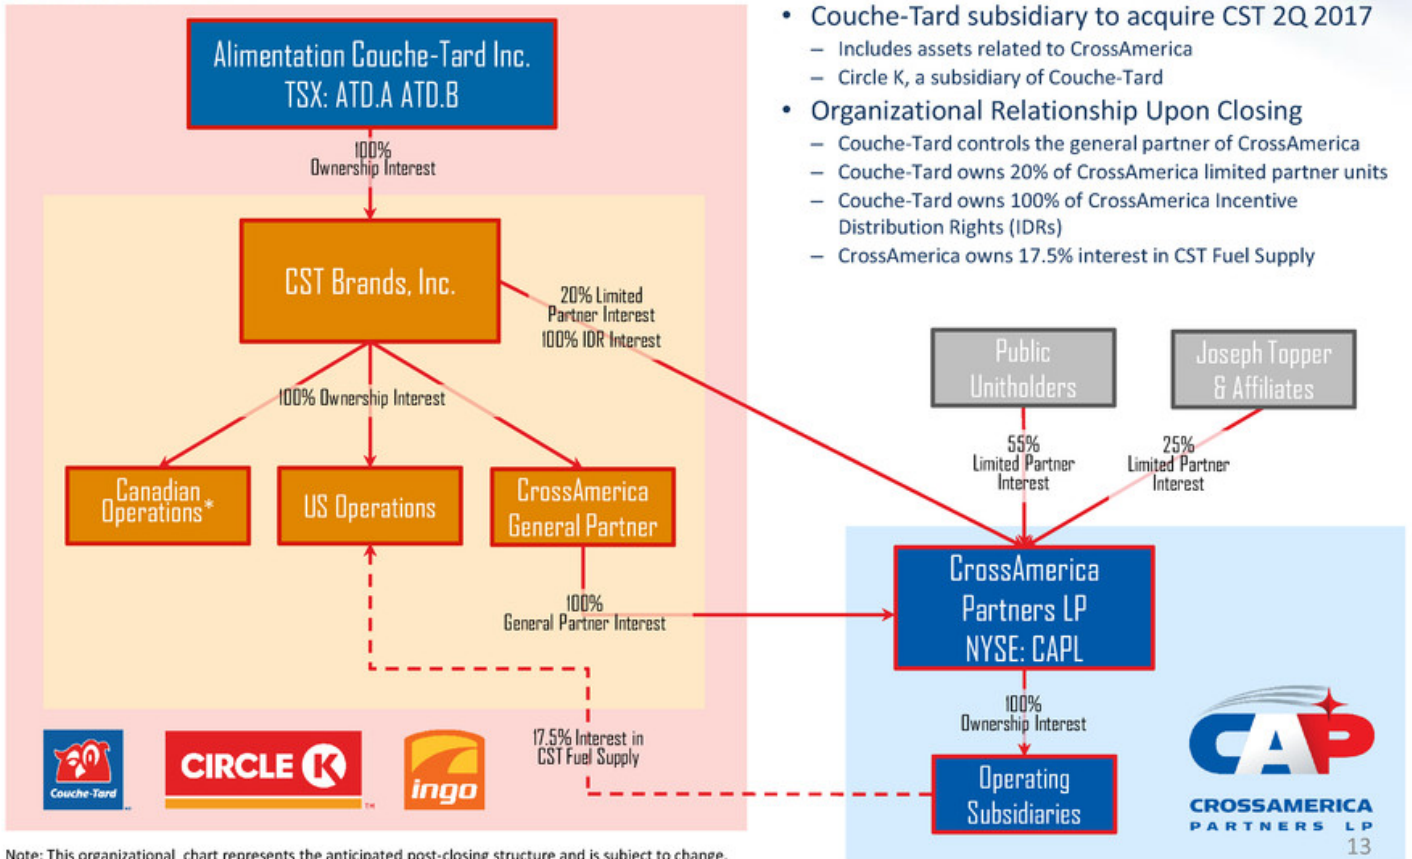 Alimentation Couche-Tard Inc.
TSX: ATD.A ATD.B
100%
Ownership Interest
CST Brands, Inc.
20% Limited
Partner Interest
100% IDR Interest
100% Ownership Interest
Canadian
Operations*
US Operations
CrossAmerica
General Partner
100%
General Partner Interest
17.5% Interest in
CST Fuel Supply
Couche-Tard
CIRCLE K
TM
ingo
• Couche-Tard subsidiary to acquire CST 2Q 2017
– Includes assets related to CrossAmerica
– Circle K, a subsidiary of Couche-Tard
• Organizational Relationship Upon Closing
– Couche-Tard controls the general partner of CrossAmerica
– Couche-Tard owns 20% of CrossAmerica limited partner units
– Couche-Tard owns 100% of CrossAmerica Incentive
Distribution Rights (IDRs)
– CrossAmerica owns 17.5% interest in CST Fuel Supply
Public
Unitholders
Joseph Topper
& Affiliates
55%
Limited Partner
Interest
25%
Limited Partner
Interest
CrossAmerica
Partners LP
NYSE: CAPL
100%
Ownership Interest
Operating
Subsidiaries
CAP
CROSSAMERICA
PARTNERS LP
13
Note: This organizational chart represents the anticipated post-closing structure and is subject to change.